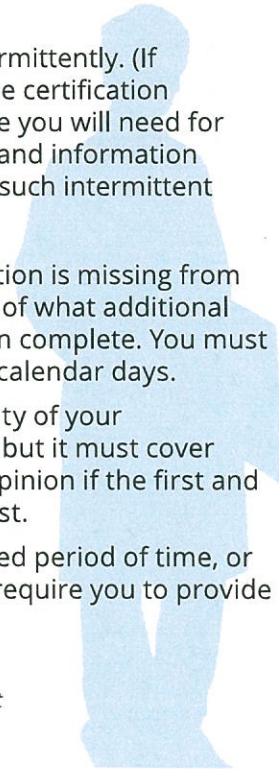 rmittently. (If
e certification
e you will need for
and information
such intermittent
tion is missing from
of what additional
n complete. You must
calendar days.
ty of your
but it must cover
pinion if the first and
st.
ed period of time, or
require you to provide